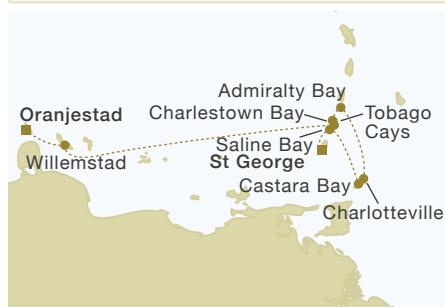 Admiralty Bay
Oranjestad
Charlestown Bay
Tobago
Cays
Saline Bay
Willemstad
St George
Castara Bay
Charlotteville